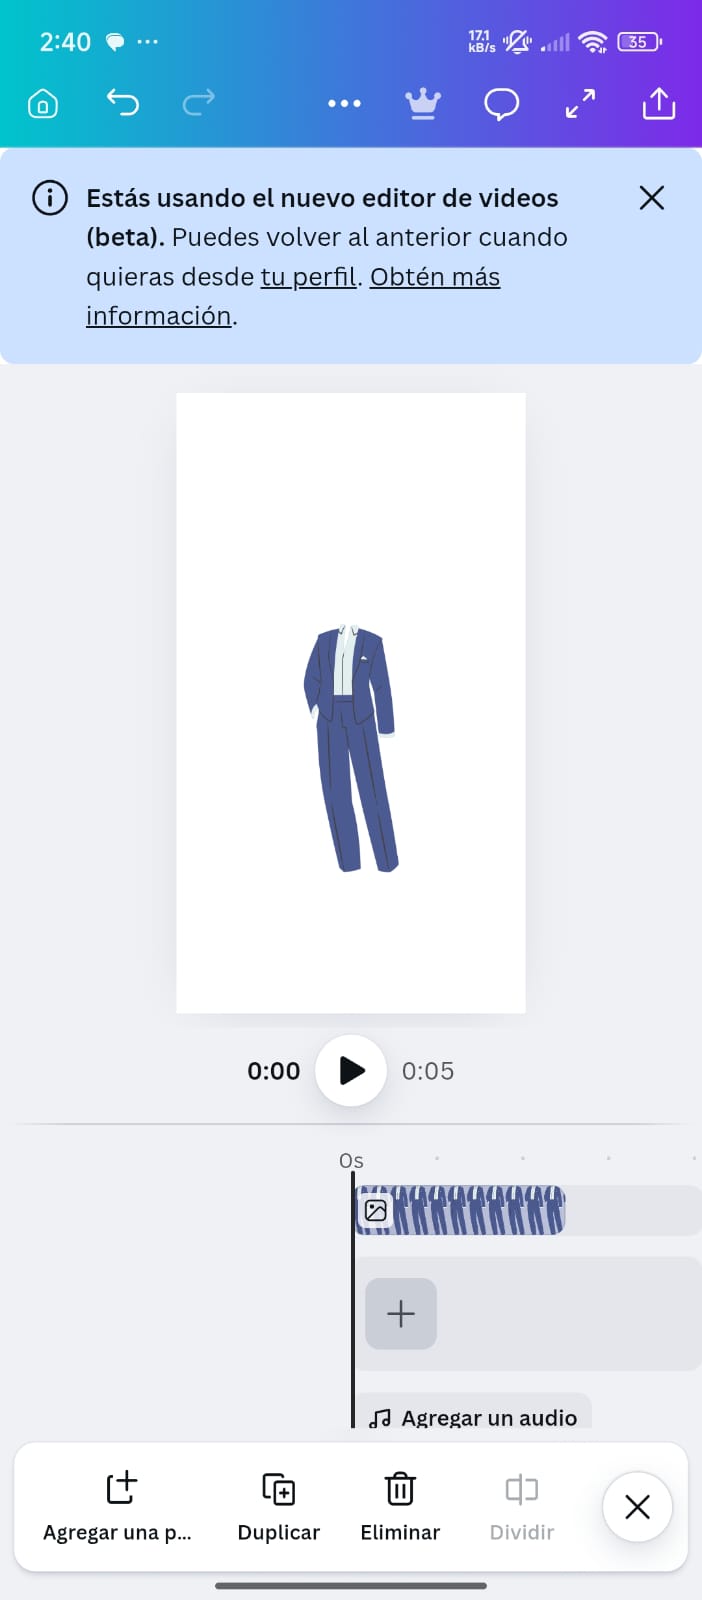 2:40
17.1
kB/s
35
Estás usando el nuevo editor de videos
(beta). Puedes volver al anterior cuando
quieras desde tu perfil. Obtén más
información.
0:00
0:05
0s
Agregar un audio
Agregar una p...
Duplicar
Eliminar
Dividir